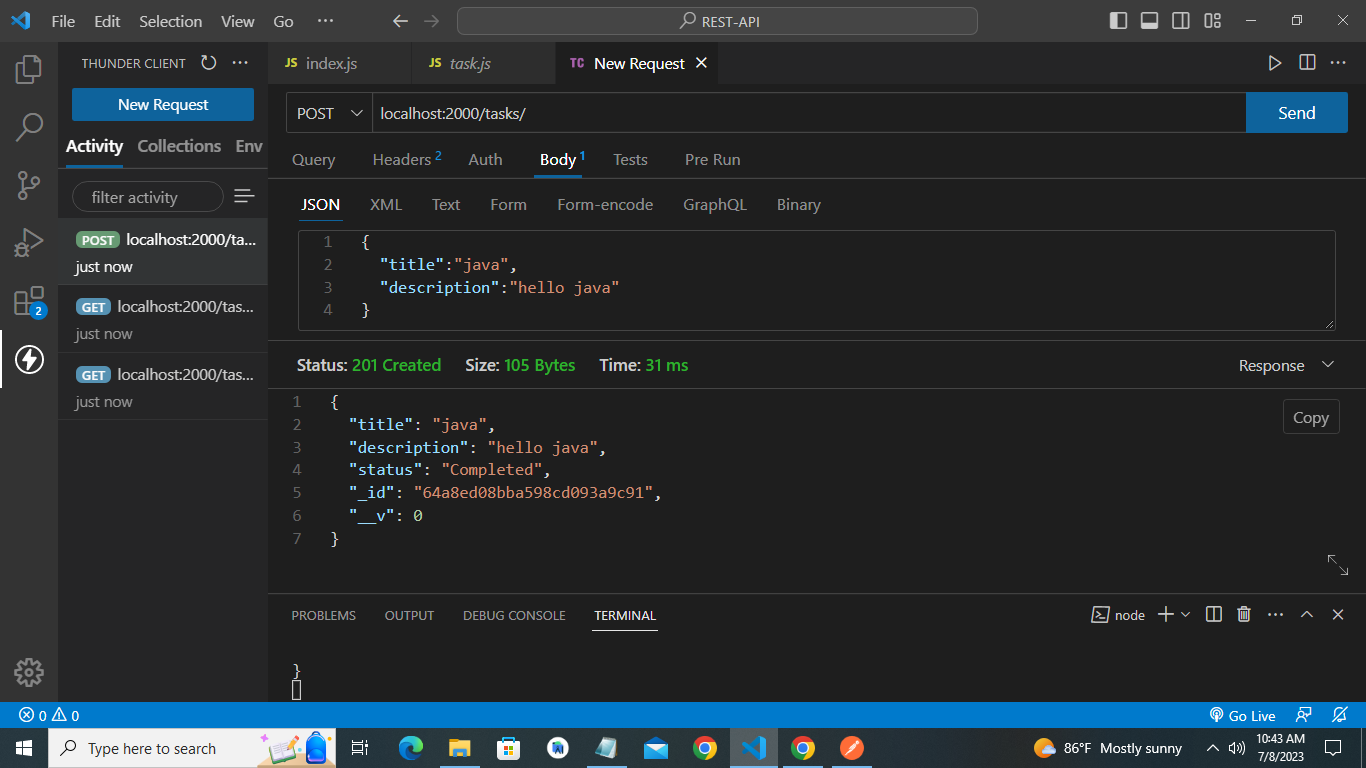 File Edit Selection View Go ··· REST-API
THUNDER CLIENT ···
New Request
Activity Collections Env
filter activity
POST localhost:2000/ta...
just now
GET localhost:2000/tas...
just now
GET localhost:2000/tas...
just now
2
JS index.js JS task.js TC New Request
POST localhost:2000/tasks/ Send
Query Headers 2 Auth Body 1 Tests Pre Run
JSON XML Text Form Form-encode GraphQL Binary
1 {
2 "title":"java",
3 "description":"hello java"
4 }
Status: 201 Created Size: 105 Bytes Time: 31 ms Response
1 {
2 "title": "java",
3 "description": "hello java",
4 "status": "Completed",
5 "_id": "64a8ed08bba598cd093a9c91",
6 "__v": 0
7 }
Copy
PROBLEMS OUTPUT DEBUG CONSOLE TERMINAL node
}
0 0 Go Live
Type here to search 86°F Mostly sunny 10:43 AM
7/8/2023